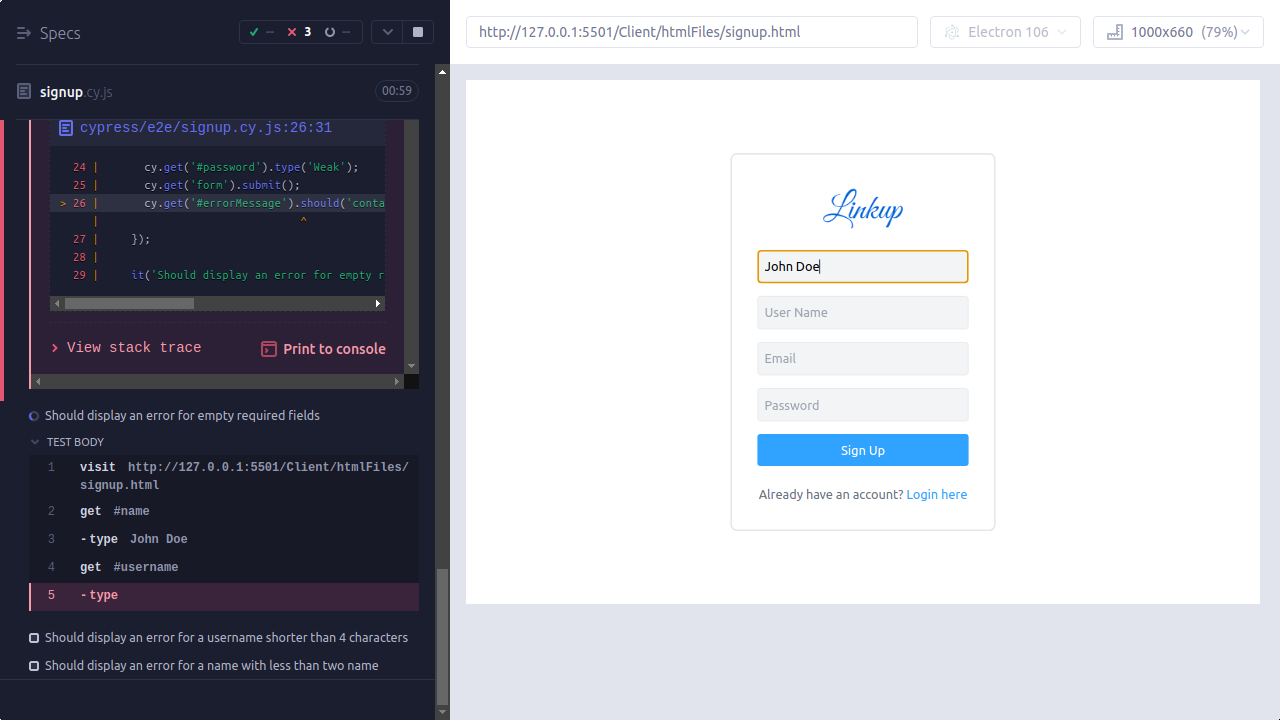 Specs
-- 3 --
signup.cy.js
00:59
cypress/e2e/signup.cy.js:26:31
24 | cy.get('#password').type('Weak');
25 | cy.get('form').submit();
> 26 | cy.get('#errorMessage').should('conta
| ^
27 | });
28 |
29 | it('Should display an error for empty r
View stack trace
Print to console
Should display an error for empty required fields
TEST BODY
1 visit http://127.0.0.1:5501/Client/htmlFiles/
signup.html
2 get #name
3 -type John Doe
4 get #username
5 -type
Should display an error for a username shorter than 4 characters
Should display an error for a name with less than two name
http://127.0.0.1:5501/Client/htmlFiles/signup.html
Electron 106
1000x660 (79%)
Linkup
John Doe
User Name
Email
Password
Sign Up
Already have an account? Login here